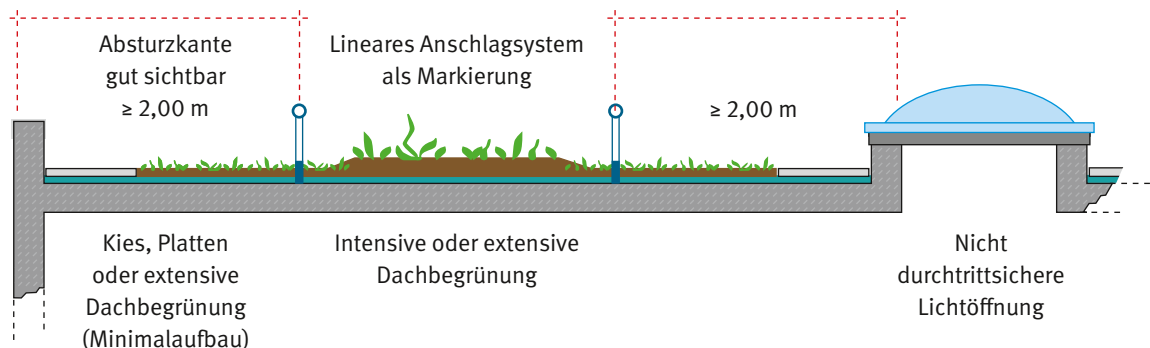 Absturzkante
gut sichtbar
≥ 2,00 m
Lineares Anschlagsystem
als Markierung
≥ 2,00 m
Kies, Platten
oder extensive
Dachbegrünung
(Minimalaufbau)
Intensive oder extensive
Dachbegrünung
Nicht
durchtrittsichere
Lichtöffnung